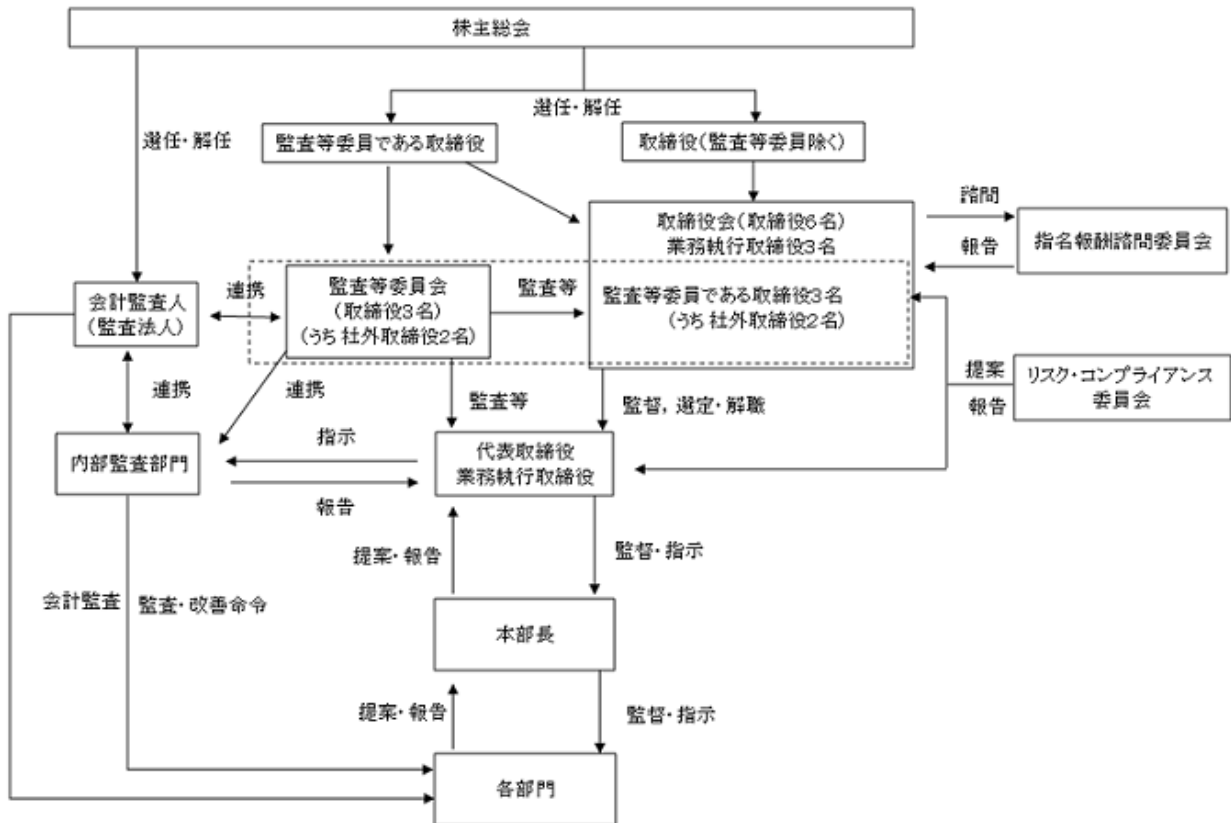 株主総会
選任・解任
選任・解任
監査等委員である取締役
取締役(監査等委員除く)
取締役会(取締役6名)
業務執行取締役3名
諮問
報告
指名報酬諮問委員会
会計監査人
(監査法人)
連携
監査等委員会
(取締役3名)
(うち社外取締役2名)
監査等
監査等委員である取締役3名
(うち社外取締役2名)
連携
連携
監査等
監督, 選定・解職
提案
報告
リスク・コンプライアンス
委員会
内部監査部門
指示
報告
代表取締役
業務執行取締役
提案・報告
監督・指示
会計監査
監査・改善命令
本部長
提案・報告
監督・指示
各部門